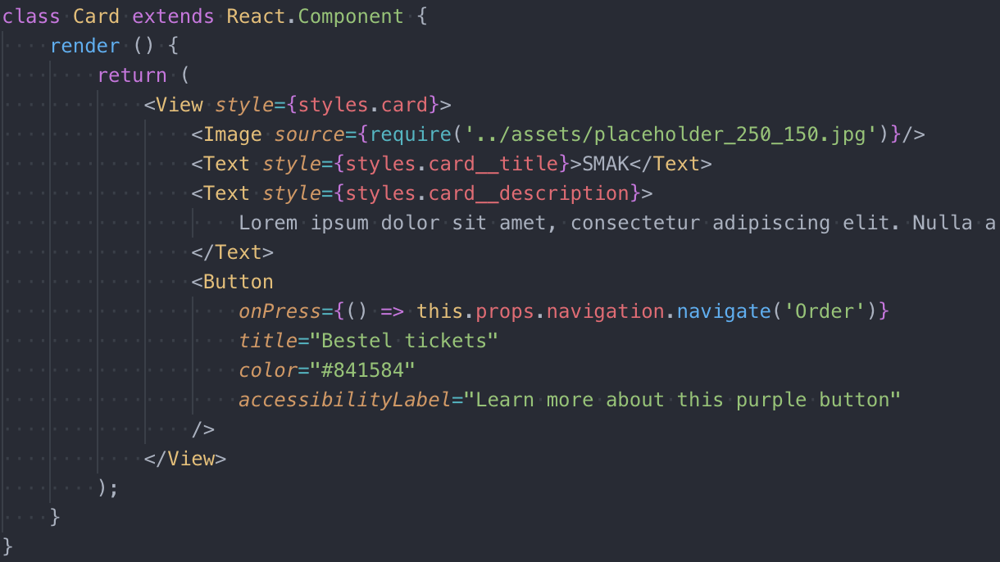 class Card extends React.Component {
    render () {
        return (
            <View style={styles.card}>
                <Image source={require('../assets/placeholder_250_150.jpg')}/>
                <Text style={styles.card__title}>SMAK</Text>
                <Text style={styles.card__description}>
                    Lorem ipsum dolor sit amet, consectetur adipiscing elit. Nulla a
                </Text>
                <Button
                    onPress={() => this.props.navigation.navigate('Order')}
                    title="Bestel tickets"
                    color="#841584"
                    accessibilityLabel="Learn more about this purple button"
                />
            </View>
        );
    }
}